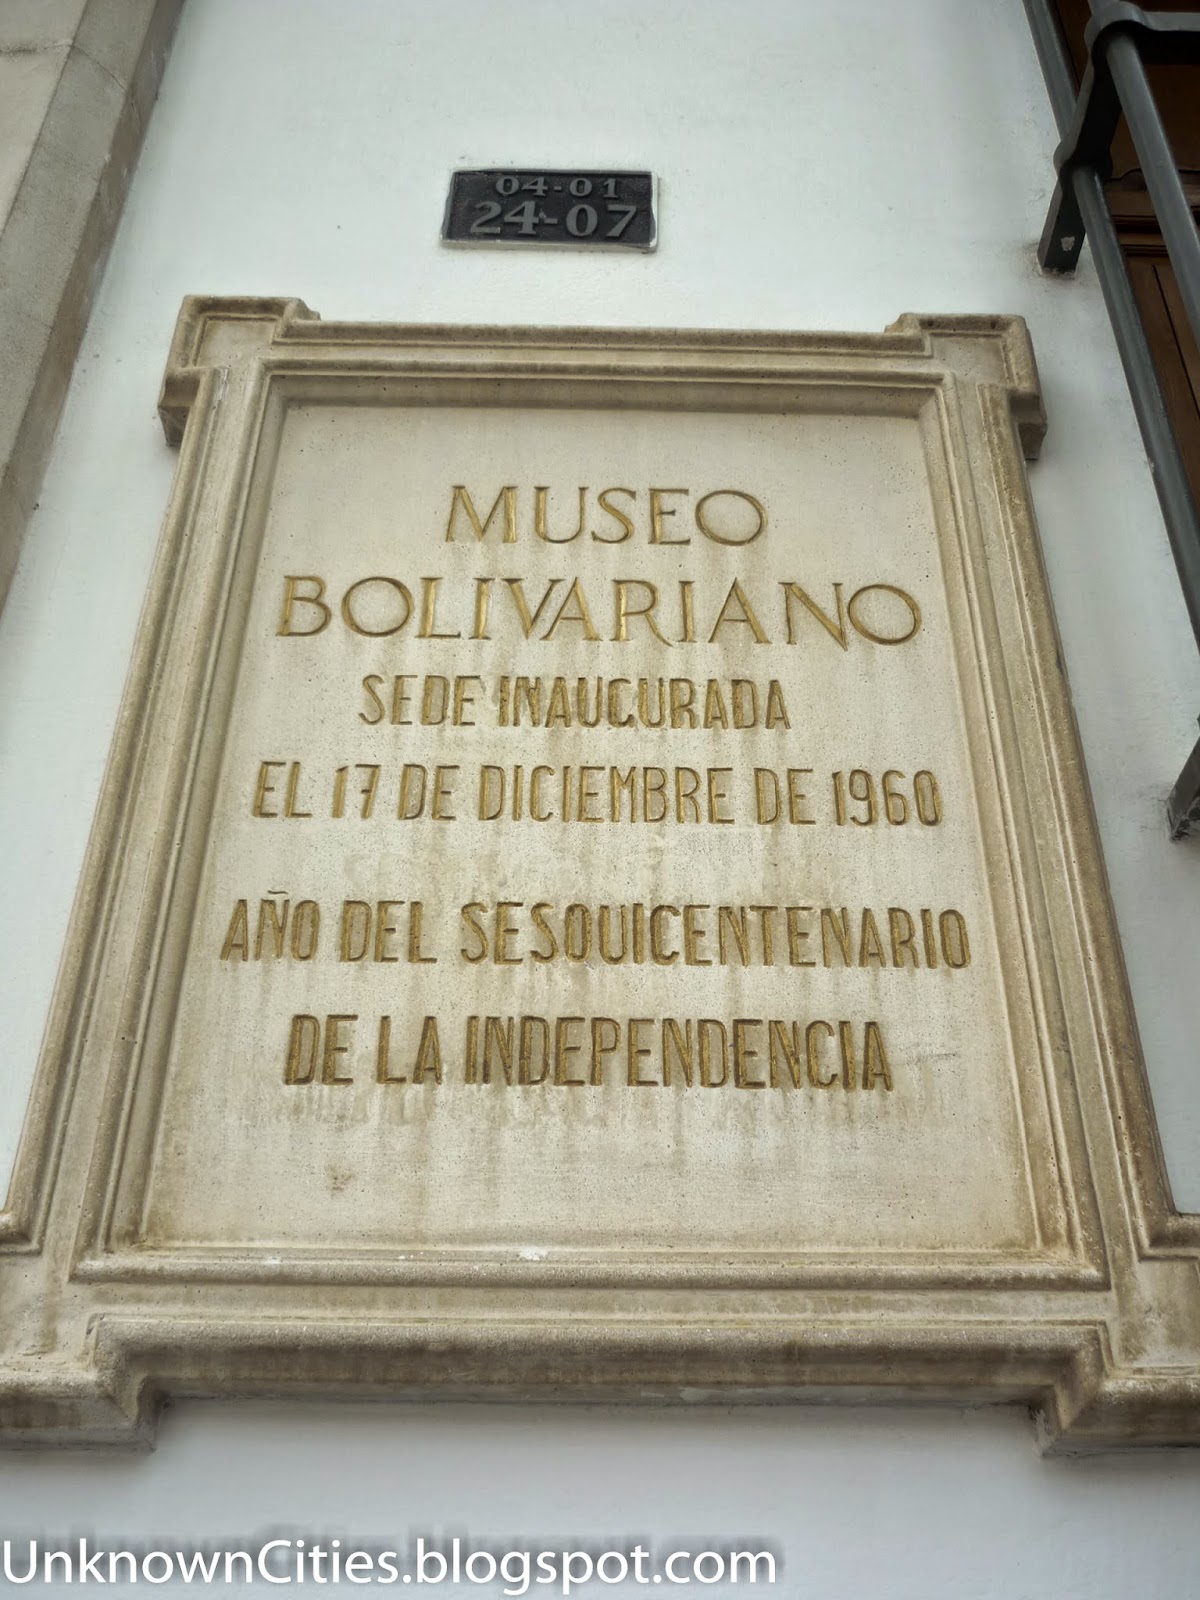 04-01
24-07
MUSEO
BOLIVARIANO
SEDE INAUGURADA
EL 17 DE DICIEMBRE DE 1960
AÑO DEL SESQUICENTENARIO
DE LA INDEPENDENCIA
UnknownCities.blogspot.com